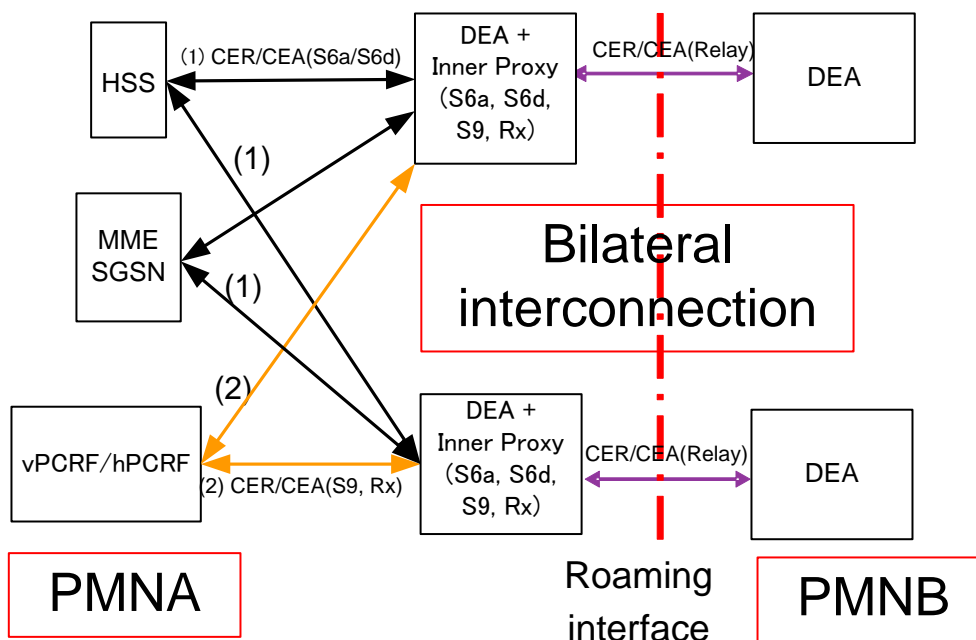 (1) CER/CEA(S6a/S6d)
HSS
DEA +
Inner Proxy
(S6a, S6d,
S9, Rx)
CER/CEA(Relay)
DEA
(1)
MME
SGSN
(1)
Bilateral
interconnection
(2)
vPCRF/hPCRF
(2) CER/CEA(S9, Rx)
DEA +
Inner Proxy
(S6a, S6d,
S9, Rx)
CER/CEA(Relay)
DEA
PMNA
Roaming
interface
PMNB